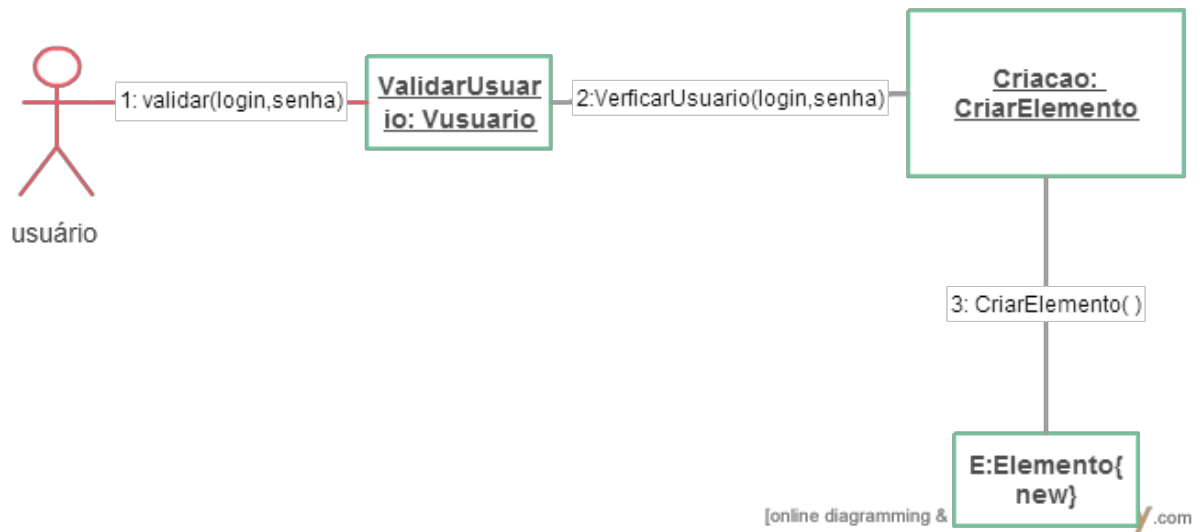 1: validar(login,senha)
ValidarUsuar
io: Vusuario
2:VerficarUsuario(login,senha)
Criacao:
CriarElemento
usuário
3: CriarElemento( )
E:Elemento{
new}
[online diagramming &
y.com